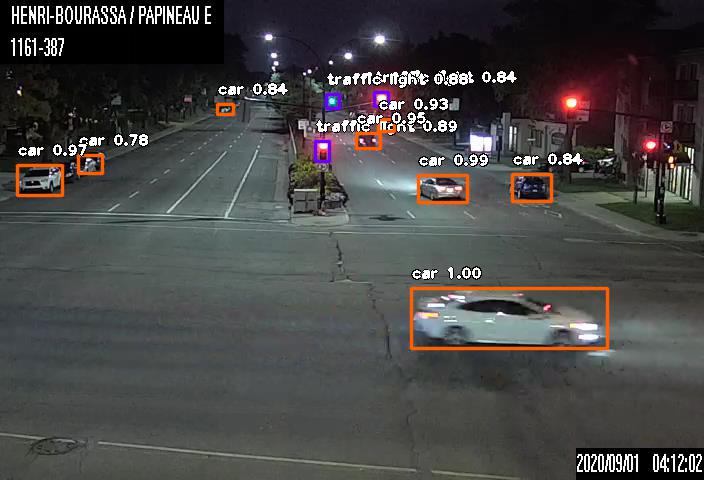 HENRI-BOURASSA / PAPINEAU E
1161-387
car 0.84
traffic light 0.88
0.84
car 0.93
0.95
traffic light 0.89
car 0.97
car 0.78
car 0.99
car 0.84
car 1.00
2020/09/01 04:12:02